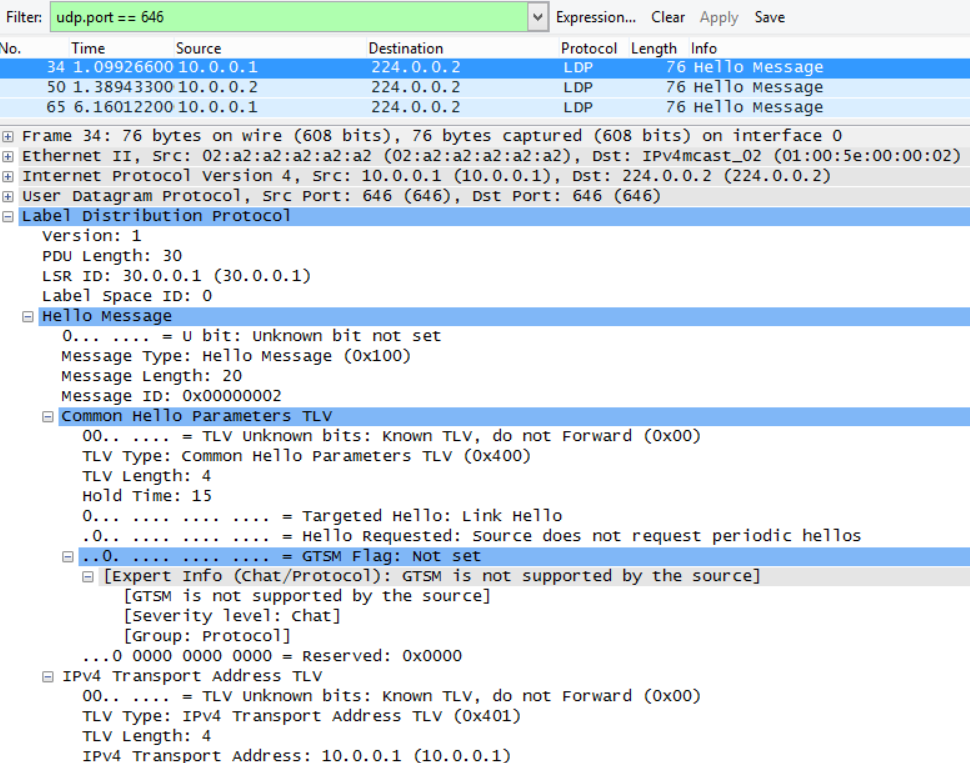 Filter: udp.port == 646 Expression... Clear Apply Save
No. Time Source Destination Protocol Length Info
34 1.09926600 10.0.0.1 224.0.0.2 LDP 76 Hello Message
50 1.38943300 10.0.0.2 224.0.0.2 LDP 76 Hello Message
65 6.16012200 10.0.0.1 224.0.0.2 LDP 76 Hello Message
Frame 34: 76 bytes on wire (608 bits), 76 bytes captured (608 bits) on interface 0
Ethernet II, Src: 02:a2:a2:a2:a2:a2 (02:a2:a2:a2:a2:a2), Dst: IPv4mcast_02 (01:00:5e:00:00:02)
Internet Protocol Version 4, Src: 10.0.0.1 (10.0.0.1), Dst: 224.0.0.2 (224.0.0.2)
User Datagram Protocol, Src Port: 646 (646), Dst Port: 646 (646)
Label Distribution Protocol
Version: 1
PDU Length: 30
LSR ID: 30.0.0.1 (30.0.0.1)
Label Space ID: 0
Hello Message
0... .... = U bit: Unknown bit not set
Message Type: Hello Message (0x100)
Message Length: 20
Message ID: 0x00000002
Common Hello Parameters TLV
00.. .... = TLV Unknown bits: Known TLV, do not Forward (0x00)
TLV Type: Common Hello Parameters TLV (0x400)
TLV Length: 4
Hold Time: 15
0... .... .... .... = Targeted Hello: Link Hello
.0.. .... .... .... = Hello Requested: Source does not request periodic hellos
..0. .... .... .... = GTSM Flag: Not set
[Expert Info (Chat/Protocol): GTSM is not supported by the source]
[GTSM is not supported by the source]
[Severity level: Chat]
[Group: Protocol]
...0 0000 0000 0000 = Reserved: 0x0000
IPv4 Transport Address TLV
00.. .... = TLV Unknown bits: Known TLV, do not Forward (0x00)
TLV Type: IPv4 Transport Address TLV (0x401)
TLV Length: 4
IPv4 Transport Address: 10.0.0.1 (10.0.0.1)